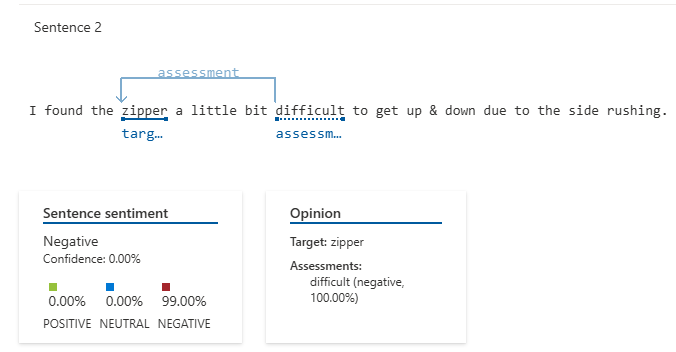 Sentence 2
assessment
I found the zipper a little bit difficult to get up & down due to the side rushing.
targ… assessm…
Sentence sentiment
Negative
Confidence: 0.00%
0.00% 0.00% 99.00%
POSITIVE NEUTRAL NEGATIVE
Opinion
Target: zipper
Assessments:
difficult (negative,
100.00%)